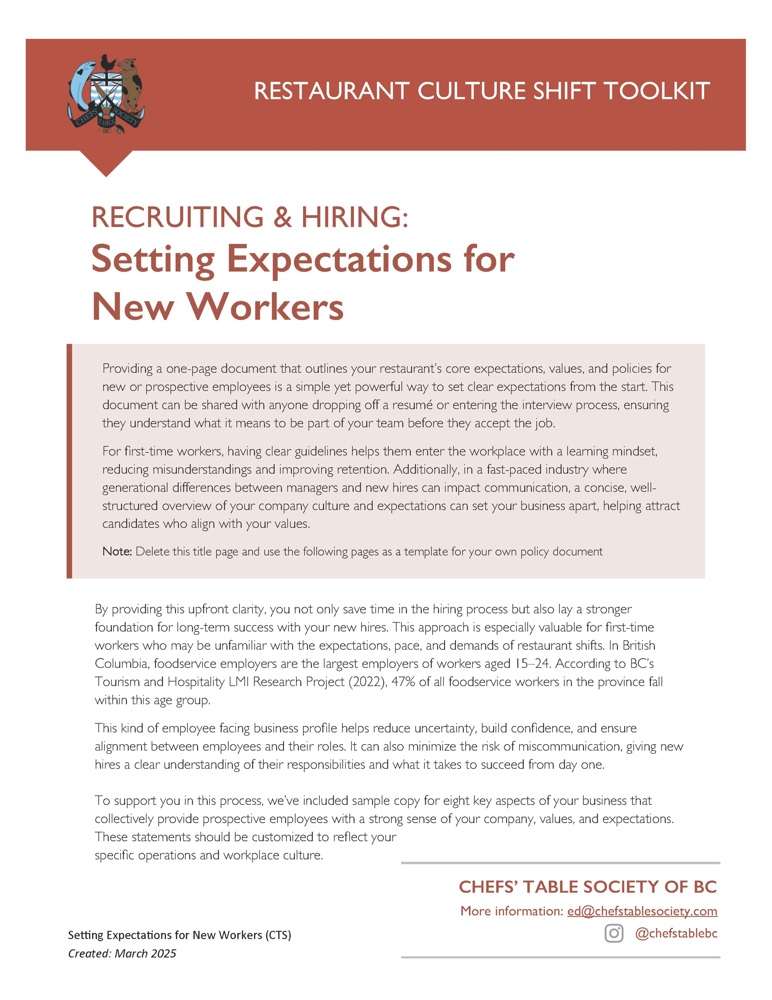 CHEFS' TABLE SOCIETY
BC
RESTAURANT CULTURE SHIFT TOOLKIT
RECRUITING & HIRING:
Setting Expectations for
New Workers
Providing a one-page document that outlines your restaurant’s core expectations, values, and policies for
new or prospective employees is a simple yet powerful way to set clear expectations from the start. This
document can be shared with anyone dropping off a resumé or entering the interview process, ensuring
they understand what it means to be part of your team before they accept the job.
For first-time workers, having clear guidelines helps them enter the workplace with a learning mindset,
reducing misunderstandings and improving retention. Additionally, in a fast-paced industry where
generational differences between managers and new hires can impact communication, a concise, well-
structured overview of your company culture and expectations can set your business apart, helping attract
candidates who align with your values.
Note: Delete this title page and use the following pages as a template for your own policy document
By providing this upfront clarity, you not only save time in the hiring process but also lay a stronger
foundation for long-term success with your new hires. This approach is especially valuable for first-time
workers who may be unfamiliar with the expectations, pace, and demands of restaurant shifts. In British
Columbia, foodservice employers are the largest employers of workers aged 15–24. According to BC’s
Tourism and Hospitality LMI Research Project (2022), 47% of all foodservice workers in the province fall
within this age group.
This kind of employee facing business profile helps reduce uncertainty, build confidence, and ensure
alignment between employees and their roles. It can also minimize the risk of miscommunication, giving new
hires a clear understanding of their responsibilities and what it takes to succeed from day one.
To support you in this process, we’ve included sample copy for eight key aspects of your business that
collectively provide prospective employees with a strong sense of your company, values, and expectations.
These statements should be customized to reflect your
specific operations and workplace culture.
CHEFS’ TABLE SOCIETY OF BC
More information: ed@chefstablesociety.com
@chefstablebc
Setting Expectations for New Workers (CTS)
Created: March 2025